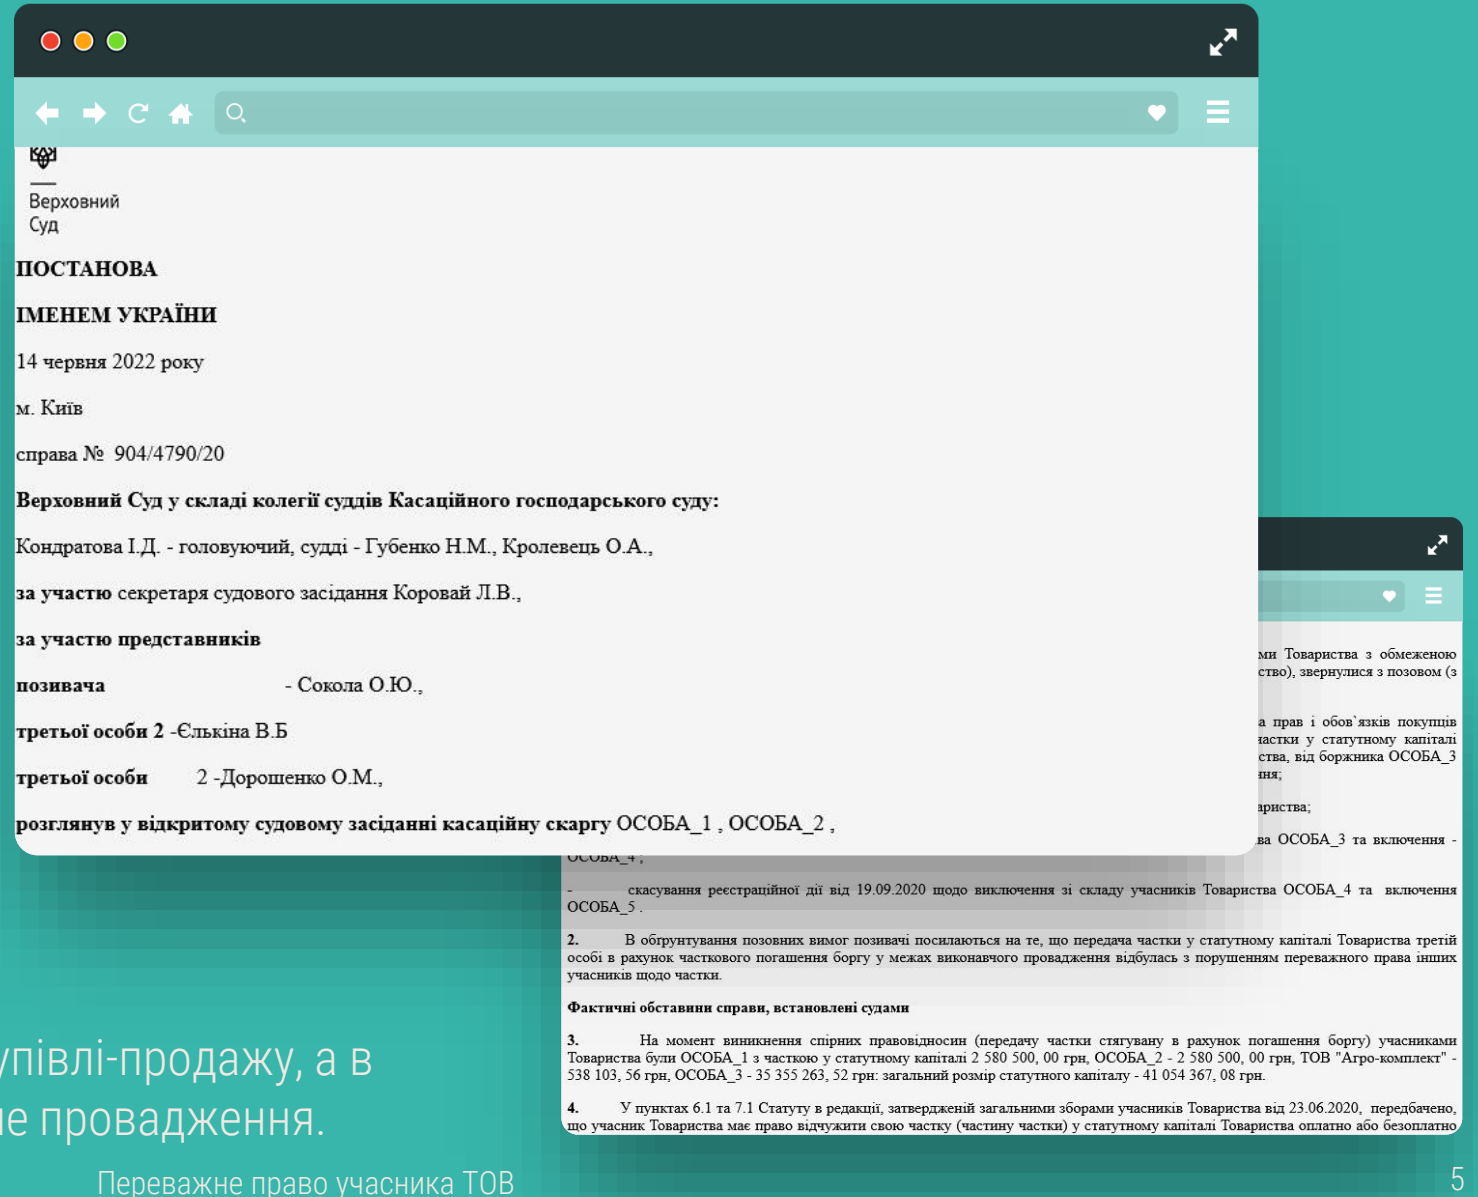 Верховний
Суд
ПОСТАНОВА
ІМЕНЕМ УКРАЇНИ
14 червня 2022 року
м. Київ
справа № 904/4790/20
Верховний Суд у складі колегії суддів Касаційного господарського суду:
Кондратова І.Д. - головуючий, судді - Губенко Н.М., Кролевець О.А.,
за участю секретаря судового засідання Коровай Л.В.,
за участю представників
позивача - Сокола О.Ю.,
третьої особи 2 -Єлькіна В.Б
третьої особи 2 -Дорошенко О.М.,
розглянув у відкритому судовому засіданні касаційну скаргу ОСОБА_1 , ОСОБА_2 ,
ми Товариства з обмеженою
ство), звернулися з позовом (з
а прав і обов`язків покупців
частки у статутному капіталі
ства, від боржника ОСОБА_3
ння;
ариства;
ва ОСОБА_3 та включення -
ОСОБА_4 ;
- скасування реєстраційної дії від 19.09.2020 щодо виключення зі складу учасників Товариства ОСОБА_4 та включення
ОСОБА_5 .
2. В обґрунтування позовних вимог позивачі посилаються на те, що передача частки у статутному капіталі Товариства третій
особі в рахунок часткового погашення боргу у межах виконавчого провадження відбулась з порушенням переважного права інших
учасників щодо частки.
Фактичні обставини справи, встановлені судами
3. На момент виникнення спірних правовідносин (передачу частки стягувану в рахунок погашення боргу) учасниками
Товариства були ОСОБА_1 з часткою у статутному капіталі 2 580 500, 00 грн, ОСОБА_2 - 2 580 500, 00 грн, ТОВ "Агро-комплект" -
538 103, 56 грн, ОСОБА_3 - 35 355 263, 52 грн: загальний розмір статутного капіталу - 41 054 367, 08 грн.
4. У пунктах 6.1 та 7.1 Статуту в редакції, затвердженій загальними зборами учасників Товариства від 23.06.2020, передбачено,
що учасник Товариства має право відчужити свою частку (частину частки) у статутному капіталі Товариства оплатно або безоплатно
упівлі-продажу, а в
не провадження.
Переважне право учасника ТОВ
5